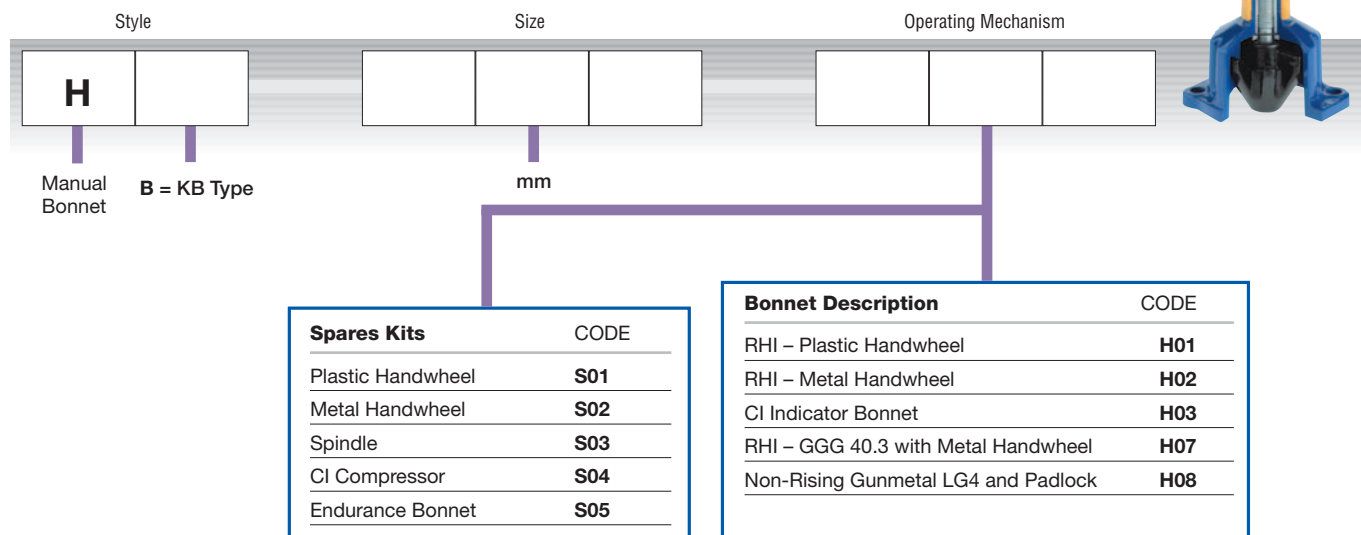 Style Size Operating Mechanism
H
Manual
Bonnet
B = KB Type
mm
Spares Kits CODE
Plastic Handwheel S01
Metal Handwheel S02
Spindle S03
CI Compressor S04
Endurance Bonnet S05
Bonnet Description CODE
RHI – Plastic Handwheel H01
RHI – Metal Handwheel H02
CI Indicator Bonnet H03
RHI – GGG 40.3 with Metal Handwheel H07
Non-Rising Gunmetal LG4 and Padlock H08